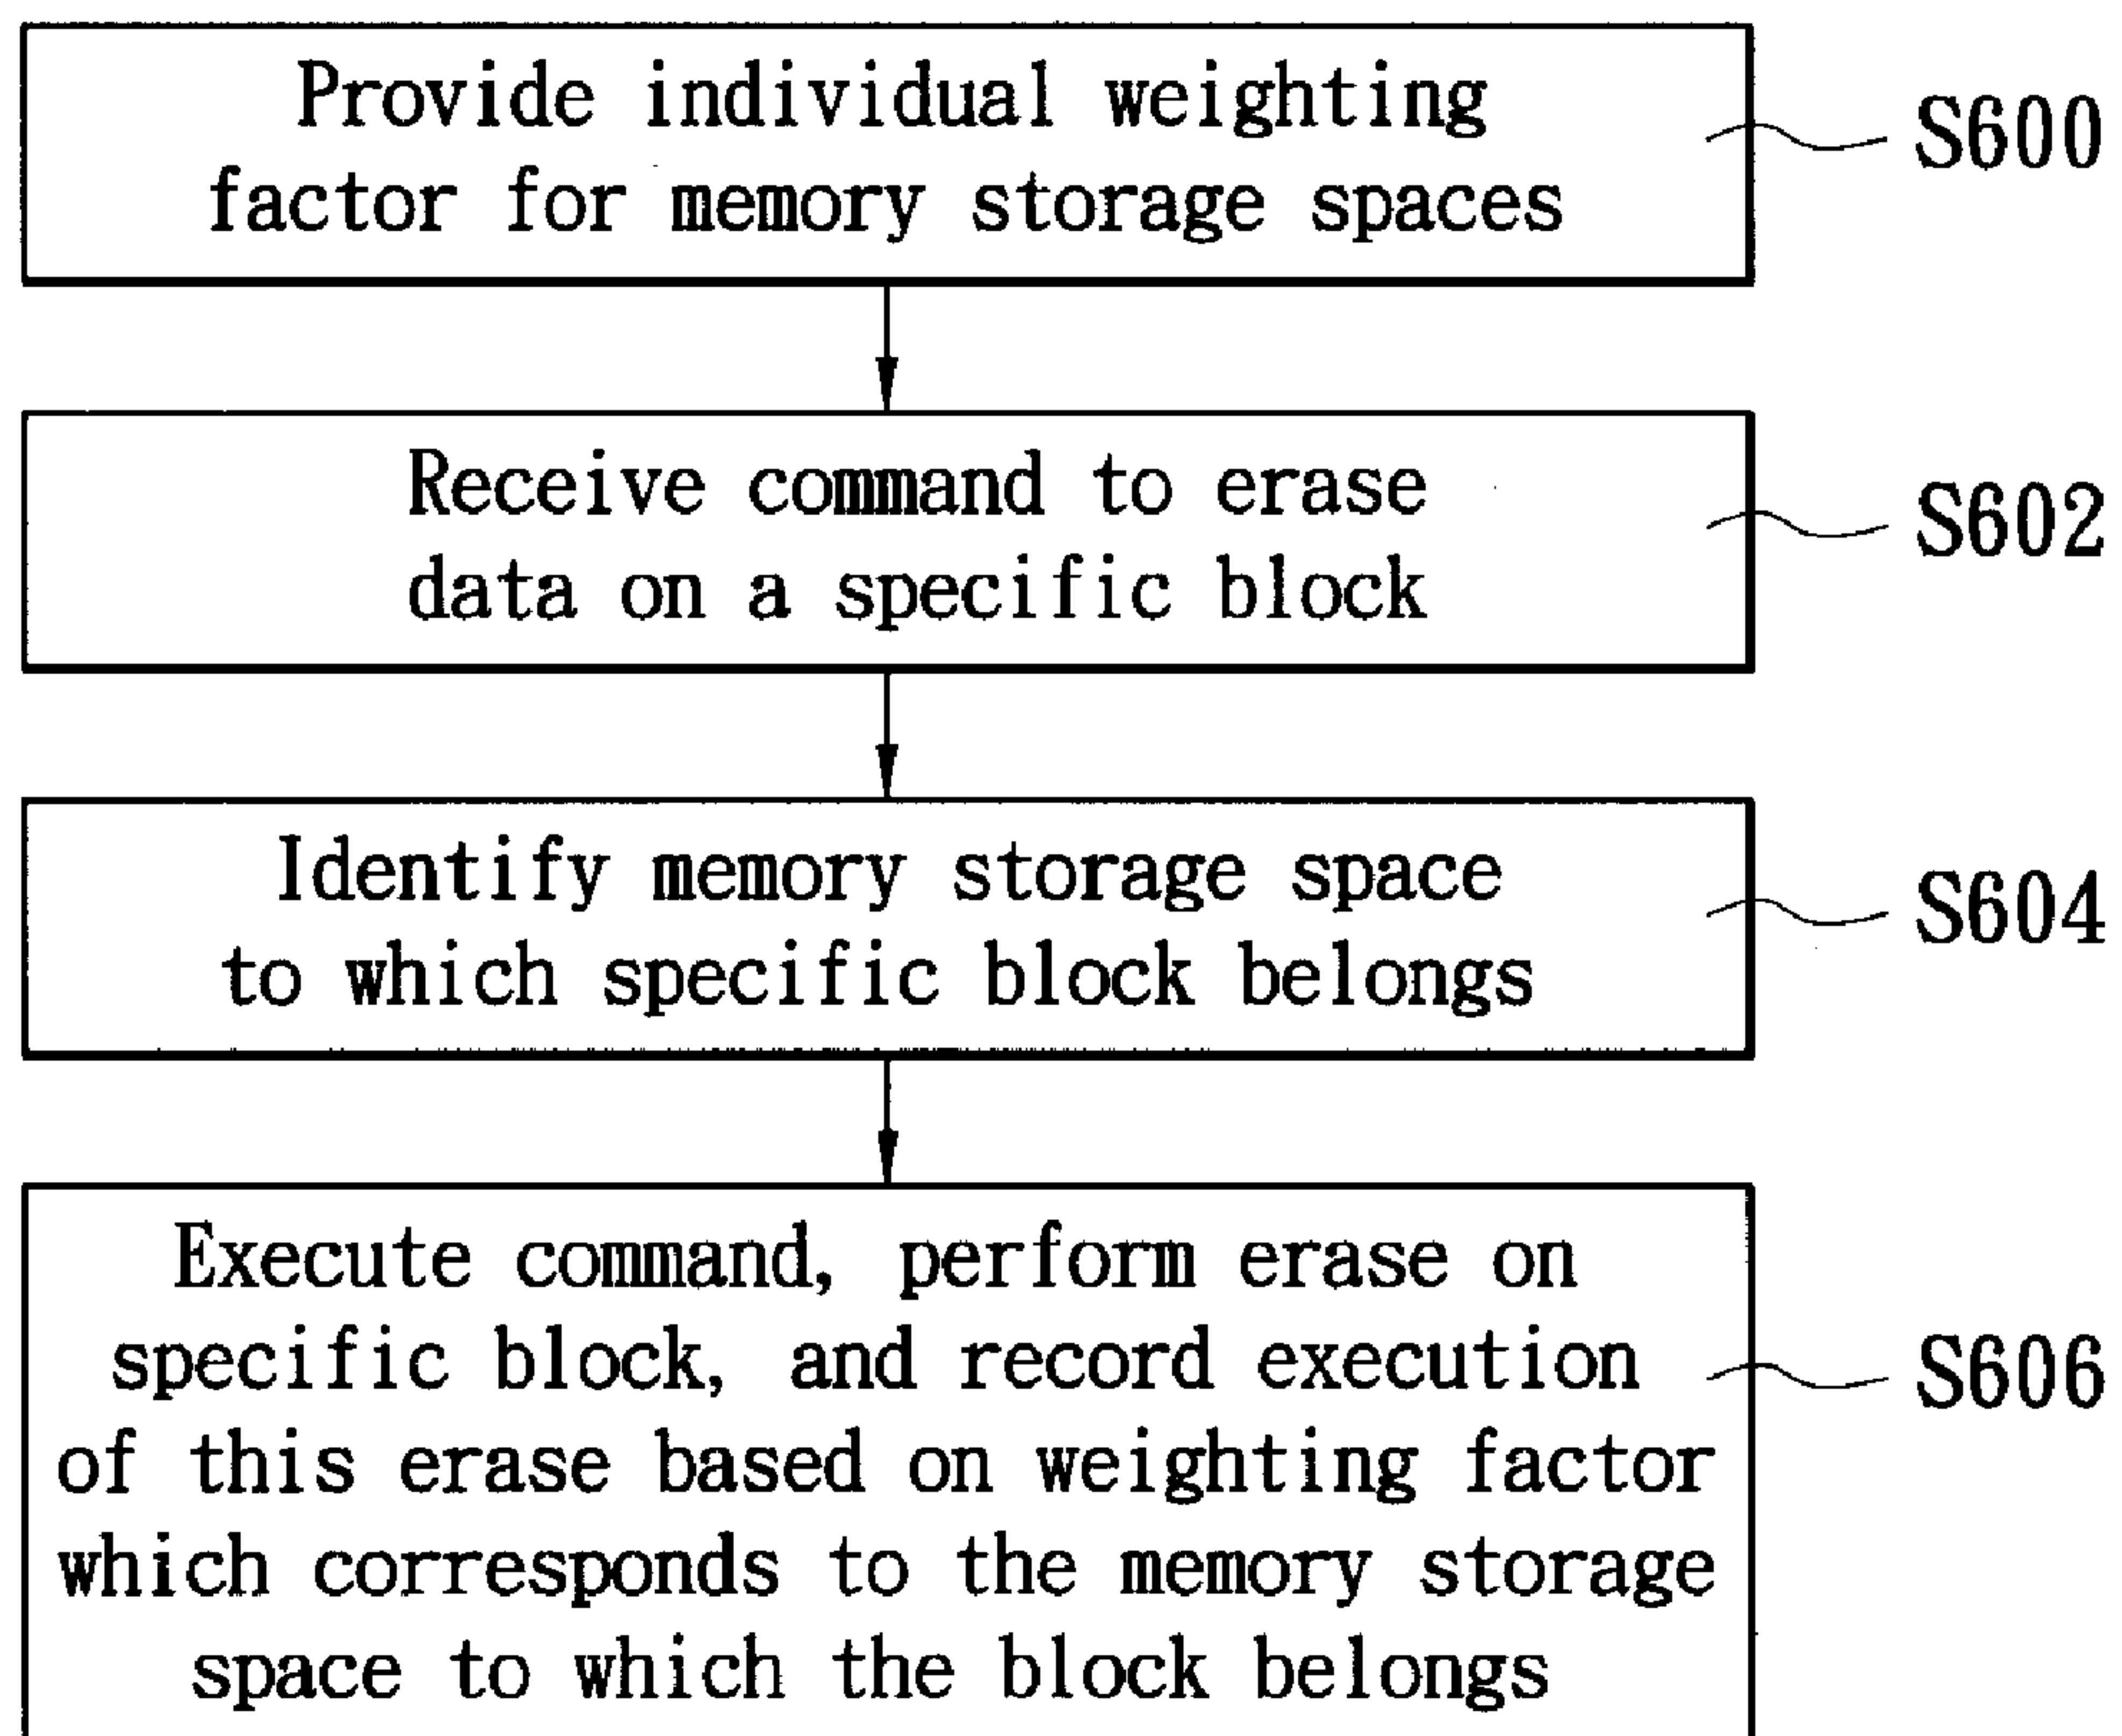 Provide individual weighting
factor for memory storage spaces
S600
Receive command to erase
data on a specific block
S602
Identify memory storage space
to which specific block belongs
S604
Execute command, perform erase on
specific block, and record execution
of this erase based on weighting factor
which corresponds to the memory storage
space to which the block belongs
S606